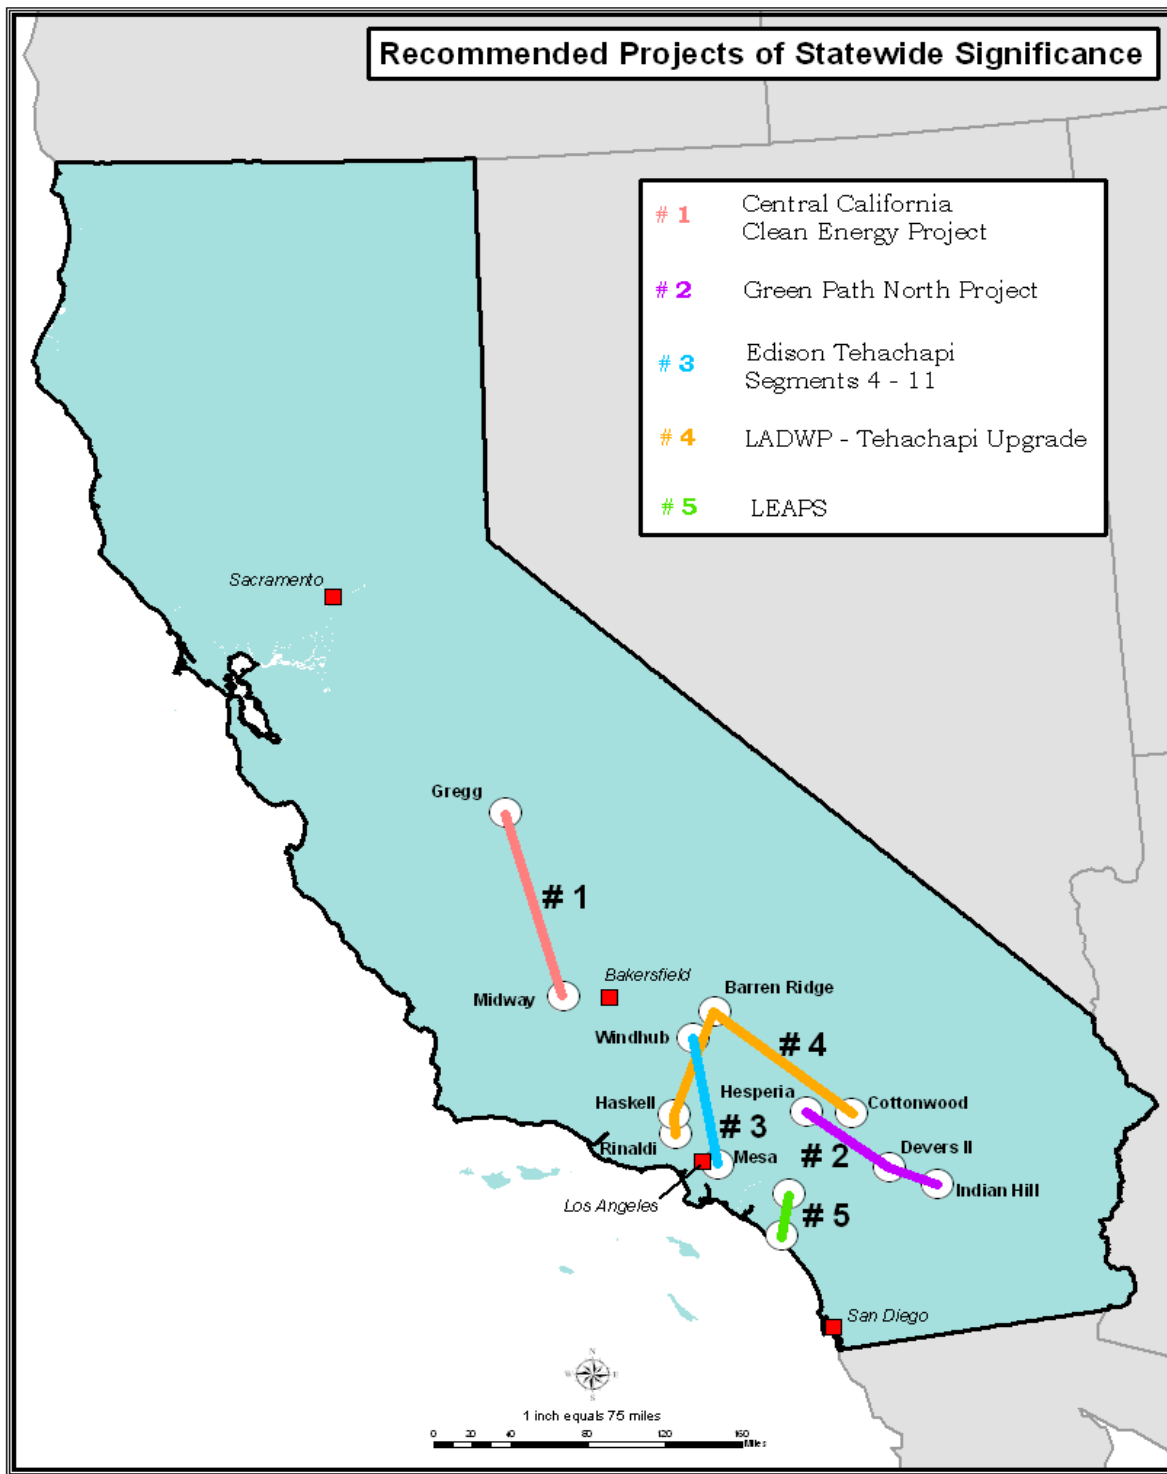 Recommended Projects of Statewide Significance
# 1 Central California
Clean Energy Project
# 2 Green Path North Project
# 3 Edison Tehachapi
Segments 4 - 11
# 4 LADWP - Tehachapi Upgrade
# 5 LEAPS
Sacramento
Gregg
# 1
Bakersfield
Midway
Barren Ridge
Windhub
# 4
Hesperia
Haskell
Cottonwood
# 3
Rinaldi
Mesa
# 2
Devers II
Indian Hill
Los Angeles
# 5
San Diego
N
W E
S
1 inch equals 75 miles
0 20 40 80 120 160
Miles